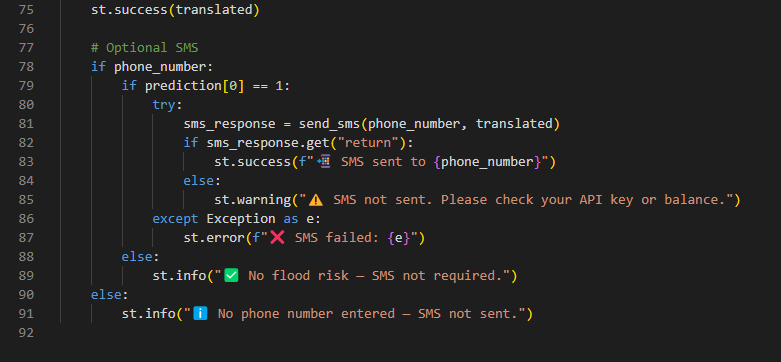 75 st.success(translated)
76
77 # Optional SMS
78 if phone_number:
79 if prediction[0] == 1:
80 try:
81 sms_response = send_sms(phone_number, translated)
82 if sms_response.get("return"):
83 st.success(f"📲 SMS sent to {phone_number}")
84 else:
85 st.warning("⚠️ SMS not sent. Please check your API key or balance.")
86 except Exception as e:
87 st.error(f"❌ SMS failed: {e}")
88 else:
89 st.info("✅ No flood risk – SMS not required.")
90 else:
91 st.info("ℹ️ No phone number entered – SMS not sent.")
92